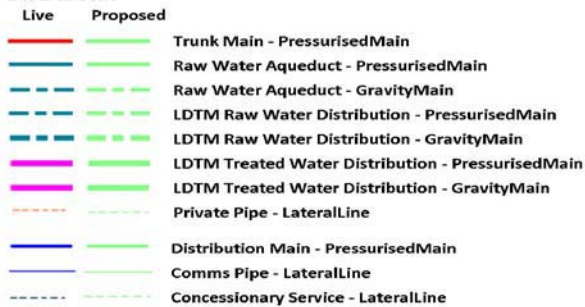 Live Proposed
Trunk Main - PressurisedMain
Raw Water Aqueduct - PressurisedMain
Raw Water Aqueduct - GravityMain
LDTM Raw Water Distribution - PressurisedMain
LDTM Raw Water Distribution - GravityMain
LDTM Treated Water Distribution - PressurisedMain
LDTM Treated Water Distribution - GravityMain
Private Pipe - LateralLine
Distribution Main - PressurisedMain
Comms Pipe - LateralLine
Concessionary Service - LateralLine